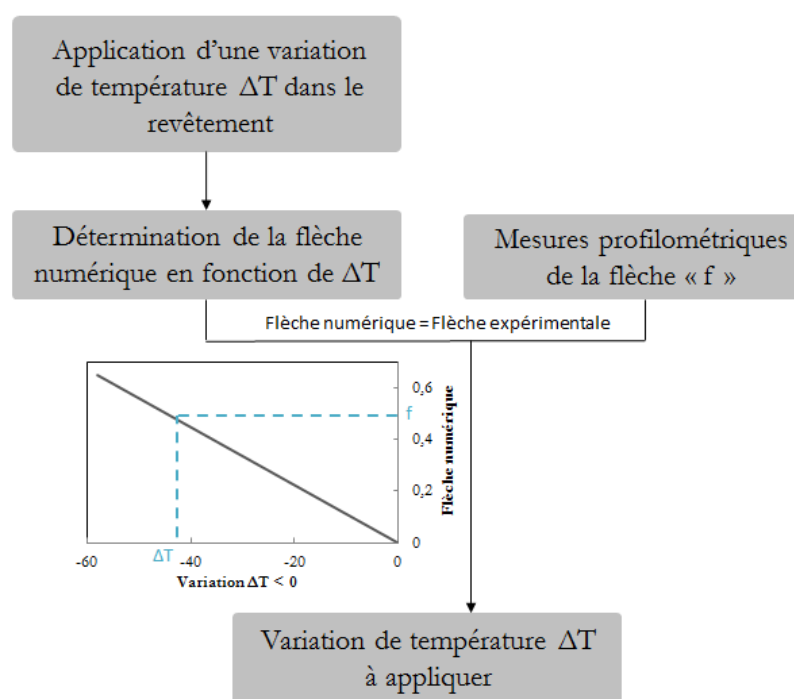 Application d’une variation
de température ΔT dans le
revêtement
Détermination de la flèche
numérique en fonction de ΔT
Mesures profilométriques
de la flèche « f »
Flèche numérique = Flèche expérimentale
0,6
f
0,4
0,2
0
Flèche numérique
-60
ΔT
-40
-20
0
Variation ΔT < 0
Variation de température ΔT
à appliquer